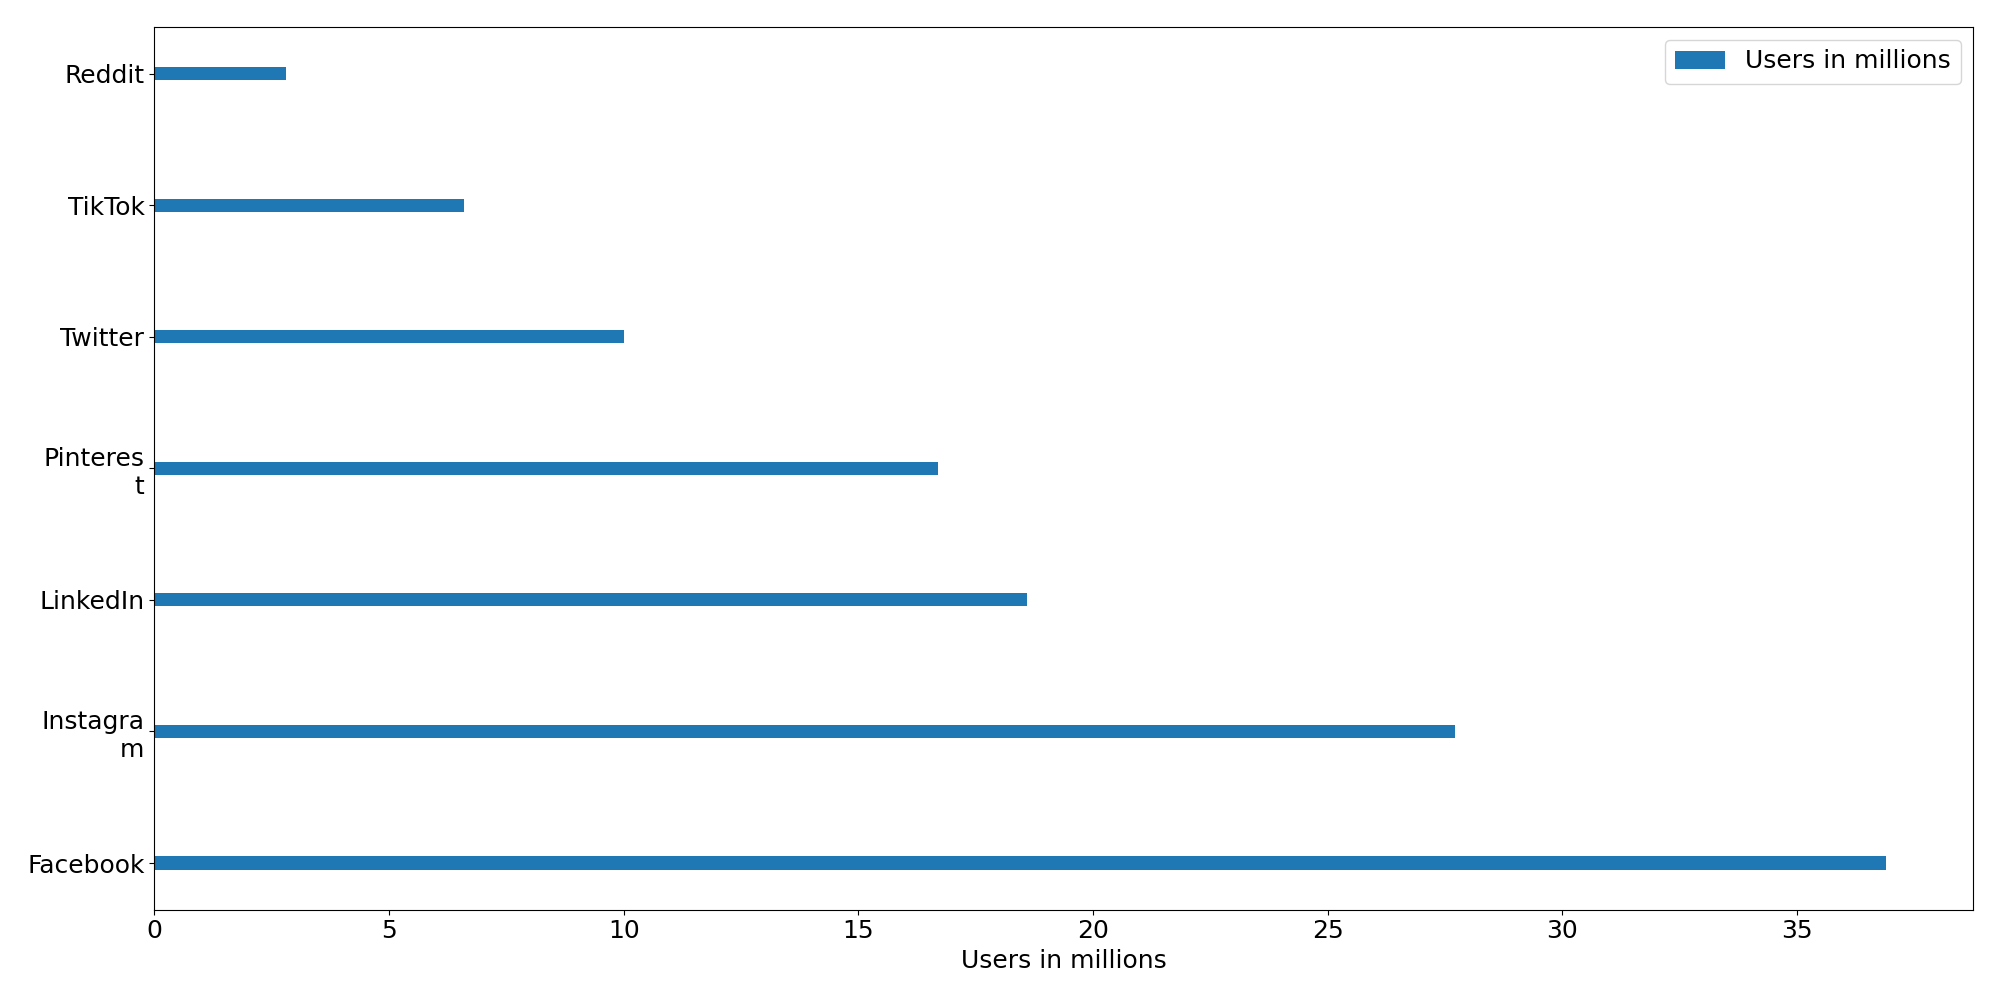 Users in millions
Reddit
TikTok
Twitter
Pinteres
t
LinkedIn
Instagra
m
Facebook
0 5 10 15 20 25 30 35
Users in millions